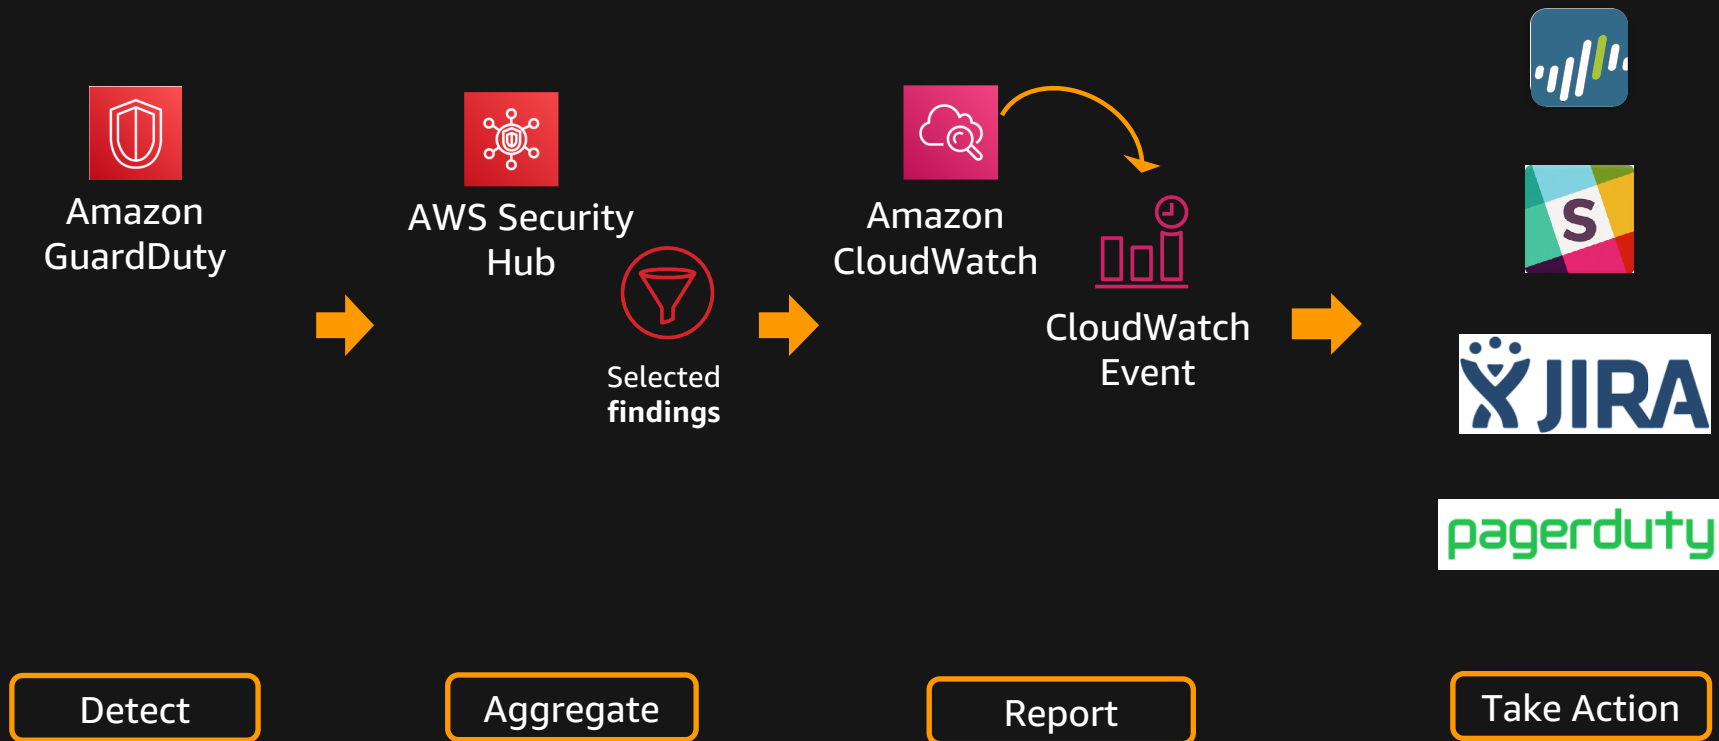 Amazon
GuardDuty
AWS Security
Hub
Selected
findings
Amazon
CloudWatch
CloudWatch
Event
S
JIRA
pagerduty
Detect
Aggregate
Report
Take Action